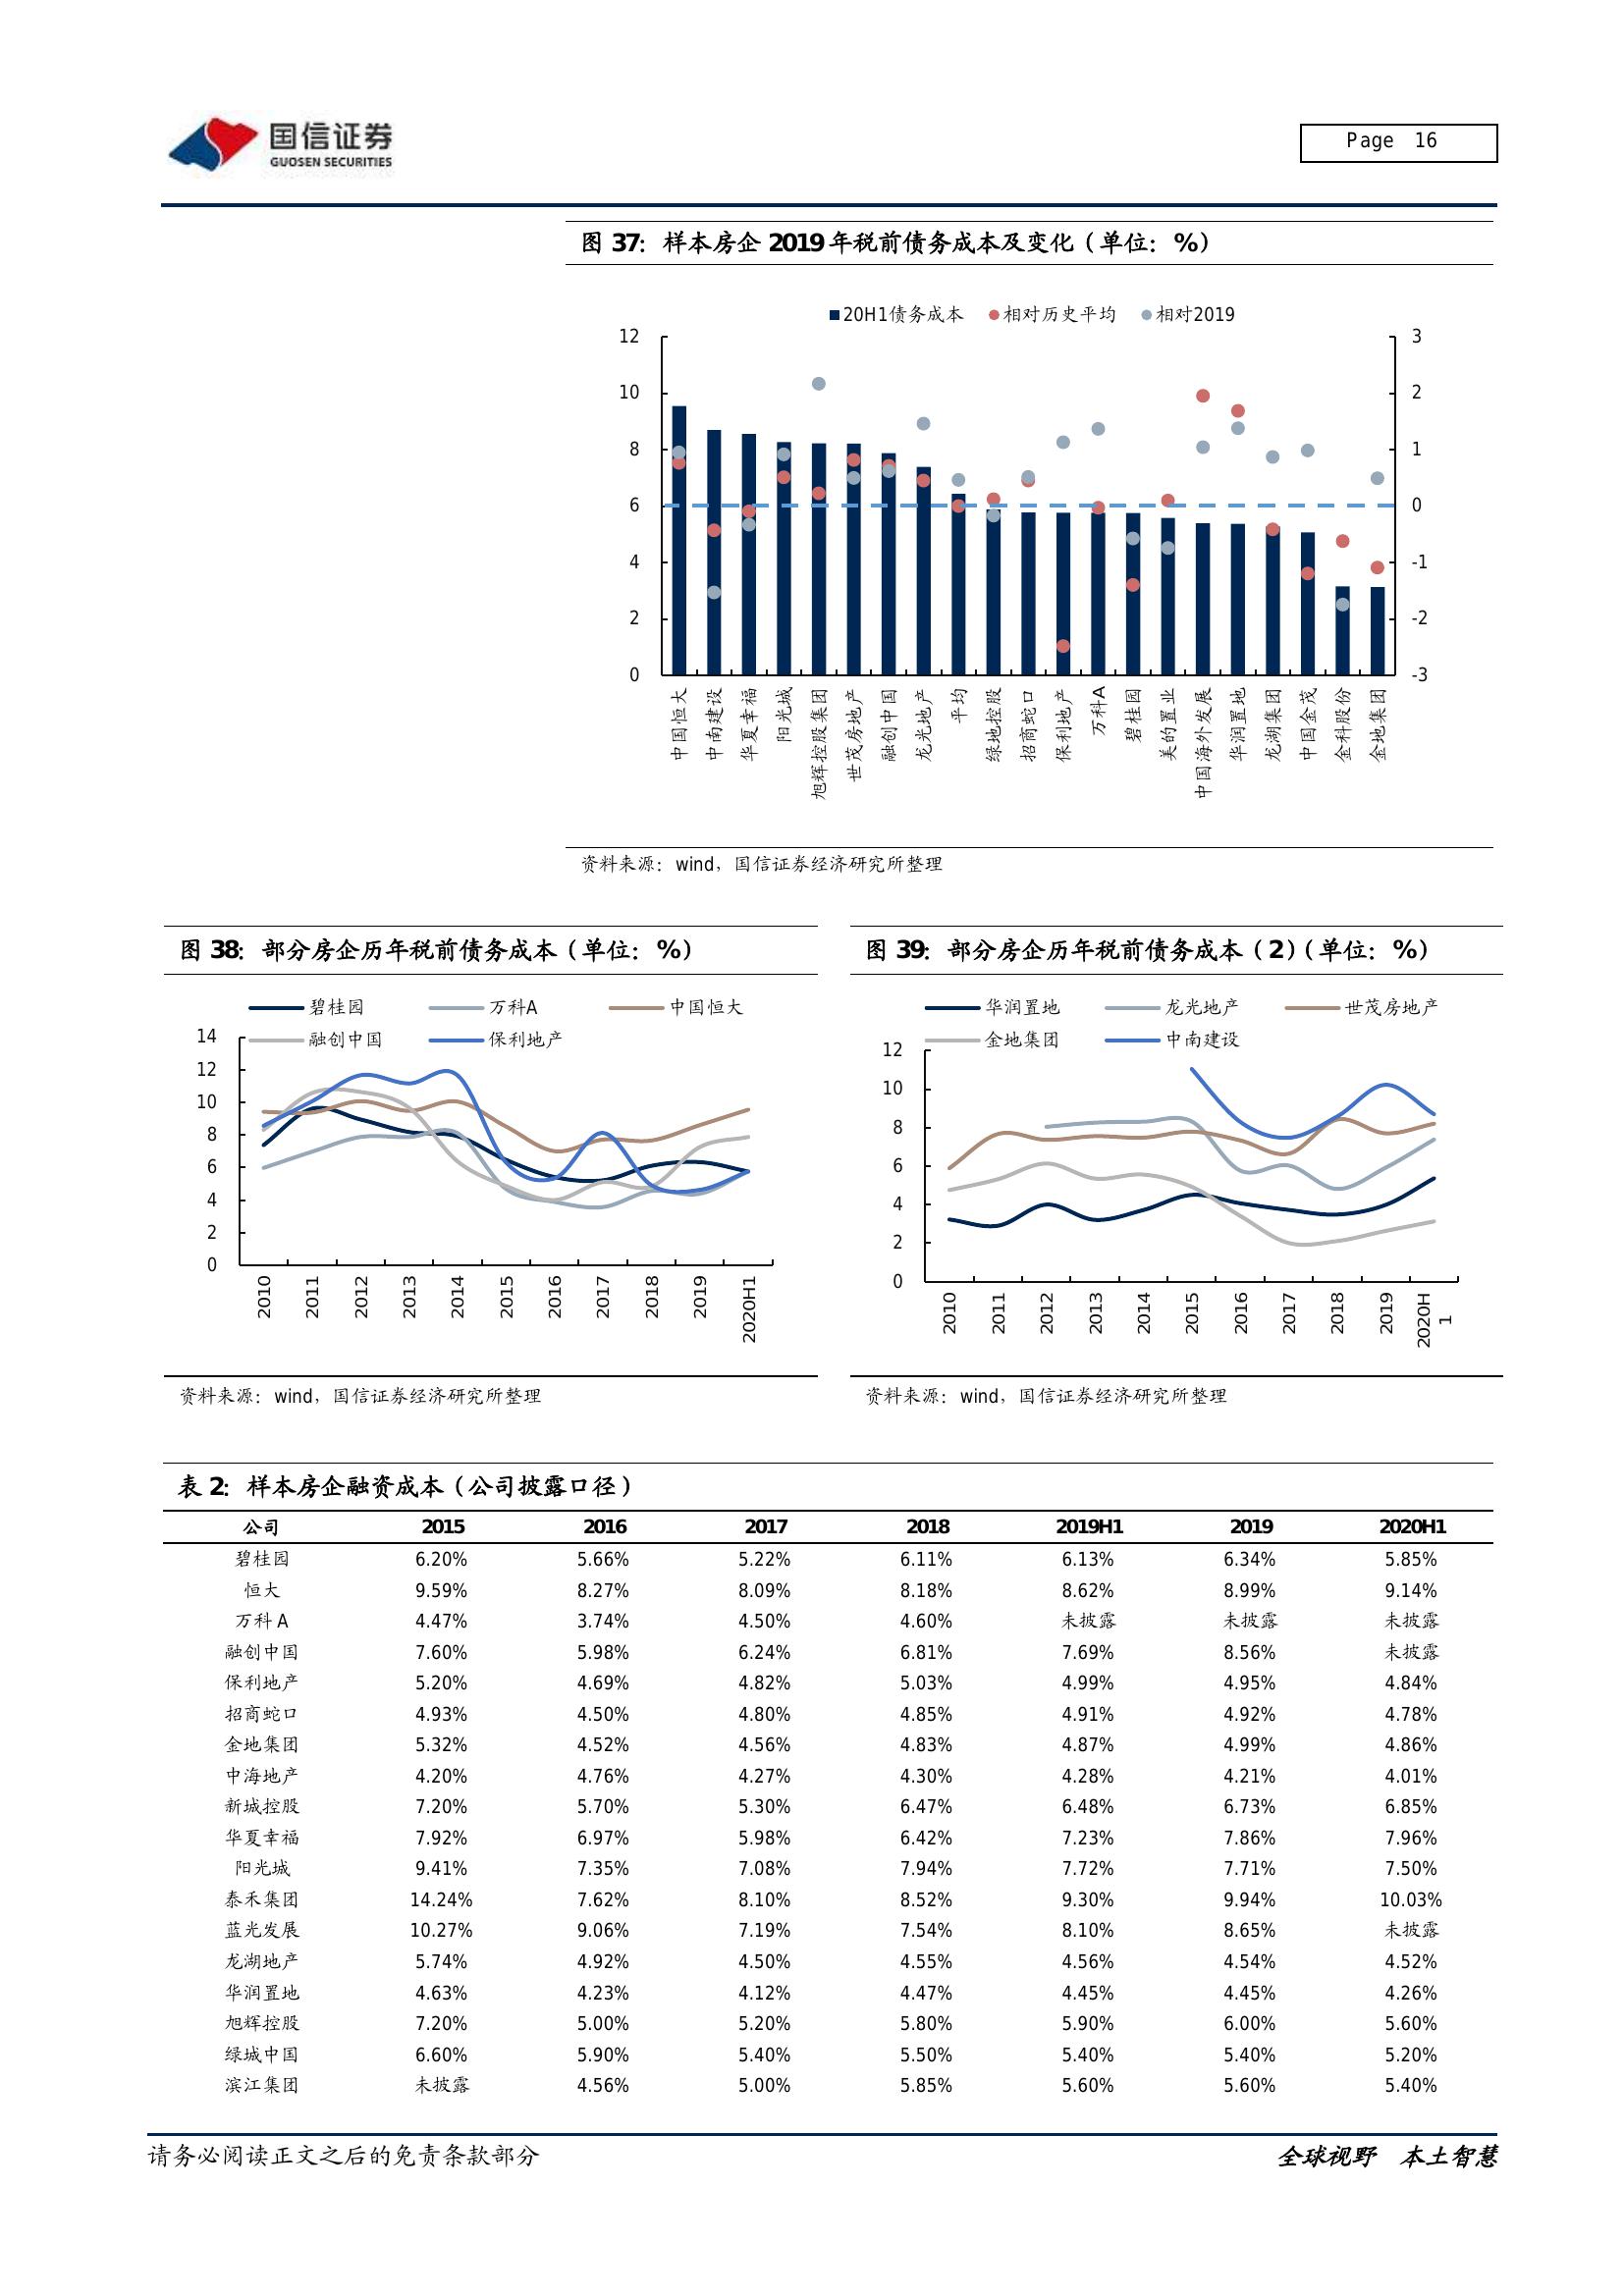 国信证券
GUOSEN SECURITIES
Page 16
图 37：样本房企 2019 年税前债务成本及变化（单位：%）
20H1债务成本 相对历史平均 相对2019
12 3
10 2
8 1
6 0
4 -1
2 -2
0 -3
中国恒大 中南建设 华夏幸福 阳光城 旭辉控股集团 世茂房地产 融创中国 龙光地产 平均 绿地控股 招商蛇口 保利地产 万科A 碧桂园 美的置业 中国海外发展 华润置地 龙湖集团 中国金茂 金科股份 金地集团
资料来源：wind，国信证券经济研究所整理
图 38：部分房企历年税前债务成本（单位：%）
碧桂园 万科A 中国恒大
融创中国 保利地产
14
12
10
8
6
4
2
0
2010 2011 2012 2013 2014 2015 2016 2017 2018 2019 2020H1
资料来源：wind，国信证券经济研究所整理
图 39：部分房企历年税前债务成本（2）（单位：%）
华润置地 龙光地产 世茂房地产
金地集团 中南建设
12
10
8
6
4
2
0
2010 2011 2012 2013 2014 2015 2016 2017 2018 2019 2020H1
资料来源：wind，国信证券经济研究所整理
表 2：样本房企融资成本（公司披露口径）
公司 2015 2016 2017 2018 2019H1 2019 2020H1
碧桂园 6.20% 5.66% 5.22% 6.11% 6.13% 6.34% 5.85%
恒大 9.59% 8.27% 8.09% 8.18% 8.62% 8.99% 9.14%
万科 A 4.47% 3.74% 4.50% 4.60% 未披露 未披露 未披露
融创中国 7.60% 5.98% 6.24% 6.81% 7.69% 8.56% 未披露
保利地产 5.20% 4.69% 4.82% 5.03% 4.99% 4.95% 4.84%
招商蛇口 4.93% 4.50% 4.80% 4.85% 4.91% 4.92% 4.78%
金地集团 5.32% 4.52% 4.56% 4.83% 4.87% 4.99% 4.86%
中海地产 4.20% 4.76% 4.27% 4.30% 4.28% 4.21% 4.01%
新城控股 7.20% 5.70% 5.30% 6.47% 6.48% 6.73% 6.85%
华夏幸福 7.92% 6.97% 5.98% 6.42% 7.23% 7.86% 7.96%
阳光城 9.41% 7.35% 7.08% 7.94% 7.72% 7.71% 7.50%
泰禾集团 14.24% 7.62% 8.10% 8.52% 9.30% 9.94% 10.03%
蓝光发展 10.27% 9.06% 7.19% 7.54% 8.10% 8.65% 未披露
龙湖地产 5.74% 4.92% 4.50% 4.55% 4.56% 4.54% 4.52%
华润置地 4.63% 4.23% 4.12% 4.47% 4.45% 4.45% 4.26%
旭辉控股 7.20% 5.00% 5.20% 5.80% 5.90% 6.00% 5.60%
绿城中国 6.60% 5.90% 5.40% 5.50% 5.40% 5.40% 5.20%
滨江集团 未披露 4.56% 5.00% 5.85% 5.60% 5.60% 5.40%
请务必阅读正文之后的免责条款部分
全球视野 本土智慧